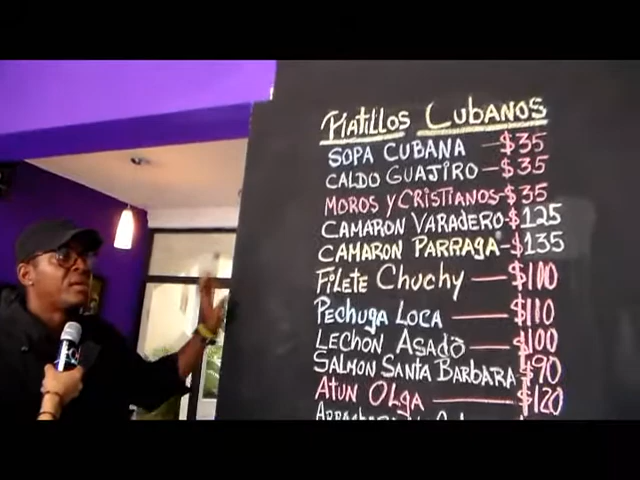 Platillos Cubanos
SOPA CUBANA — $35
CALDO GUAJIRO — $35
MOROS Y CRISTIANOS - $35
CAMARON VARADERO - $125
CAMARON PARRAGA - $135
FILETE CHUCHY — $100
PECHUGA LOCA — $110
LECHON ASADO — $100
SALMON SANTA BARBARA $90
ATUN OLGA — $120